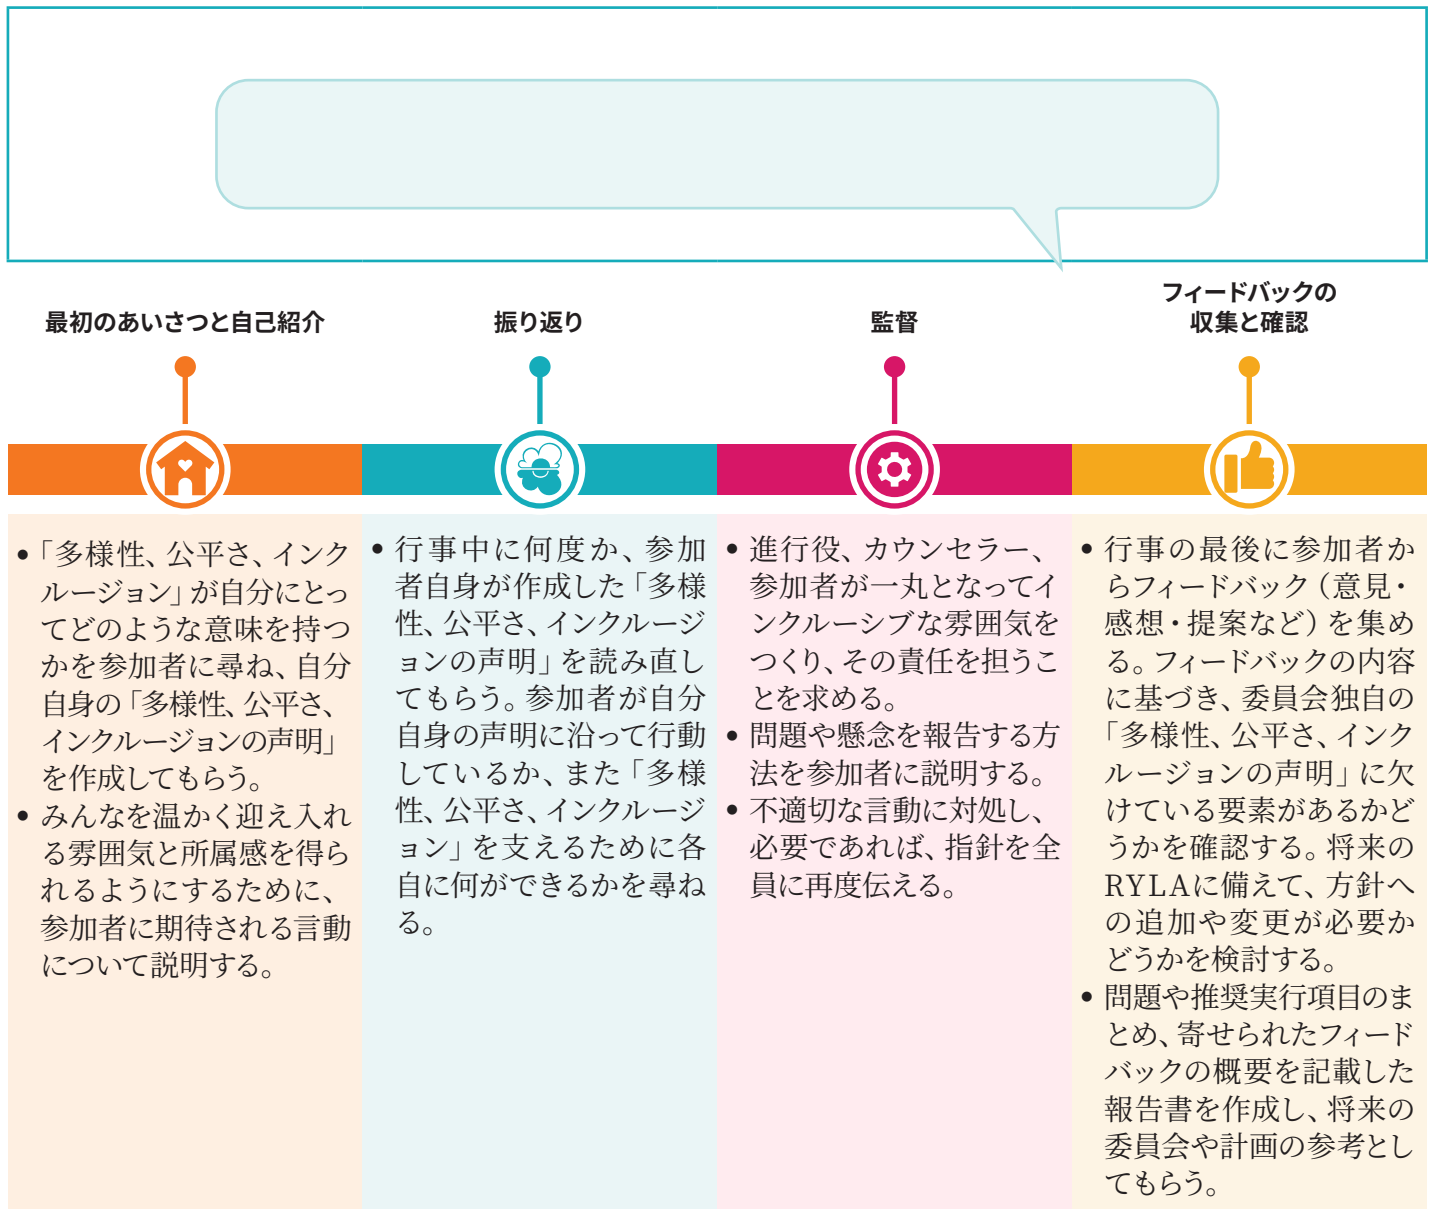 最初のあいさつと自己紹介
振り返り
監督
フィードバックの
収集と確認
•「多様性、公平さ、インク
ルージョン」が自分にとっ
てどのような意味を持つ
かを参加者に尋ね、自分
自身の「多様性、公平さ、
インクルージョンの声明」
を作成してもらう。
• みんなを温かく迎え入れ
る雰囲気と所属感を得ら
れるようにするために、
参加者に期待される言動
について説明する。
• 行事中に何度か、参加
者自身が作成した「多様
性、公平さ、インクルージ
ョンの声明」を読み直し
てもらう。参加者が自分
自身の声明に沿って行動
しているか、また「多様
性、公平さ、インクルージ
ョン」を支えるために各
自に何ができるかを尋ね
る。
• 進行役、カウンセラー、
参加者が一丸となってイ
ンクルーシブな雰囲気を
つくり、その責任を担うこ
とを求める。
• 問題や懸念を報告する方
法を参加者に説明する。
• 不適切な言動に対処し、
必要であれば、指針を全
員に再度伝える。
• 行事の最後に参加者か
らフィードバック(意見・
感想・提案など)を集め
る。フィードバックの内容
に基づき、委員会独自の
「多様性、公平さ、インク
ルージョンの声明」に欠
けている要素があるかど
うかを確認する。将来の
RYLAに備えて、方針へ
の追加や変更が必要か
どうかを検討する。
• 問題や推奨実行項目のま
とめ、寄せられたフィード
バックの概要を記載した
報告書を作成し、将来の
委員会や計画の参考とし
てもらう。